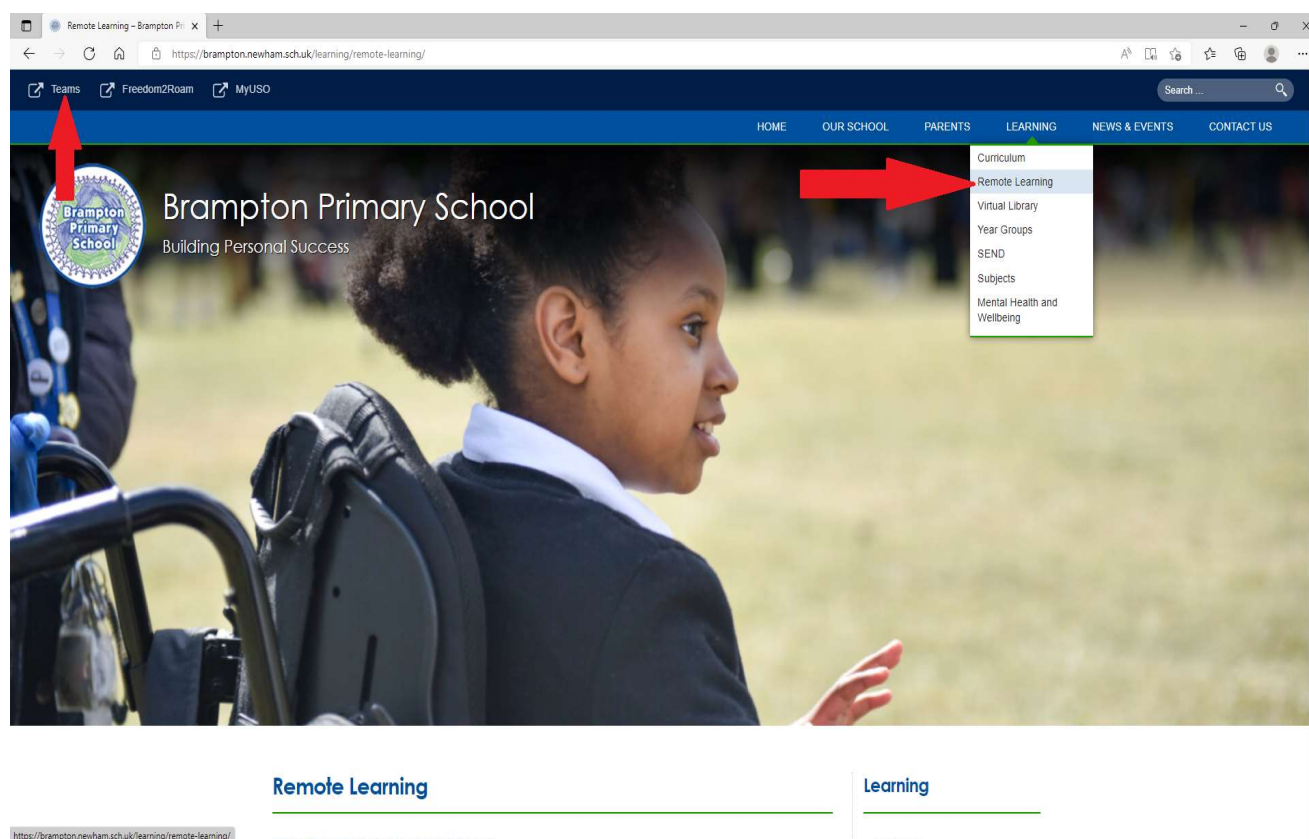 Remote Learning – Brampton Pri
https://brampton.newham.sch.uk/learning/remote-learning/
Teams Freedom2Roam MyUSO
Search ...
HOME OUR SCHOOL PARENTS LEARNING NEWS & EVENTS CONTACT US
Curriculum
Remote Learning
Virtual Library
Year Groups
SEND
Subjects
Mental Health and
Wellbeing
Brampton
Primary
School
Brampton Primary School
Building Personal Success
Remote Learning
Learning
https://brampton.newham.sch.uk/learning/remote-learning/